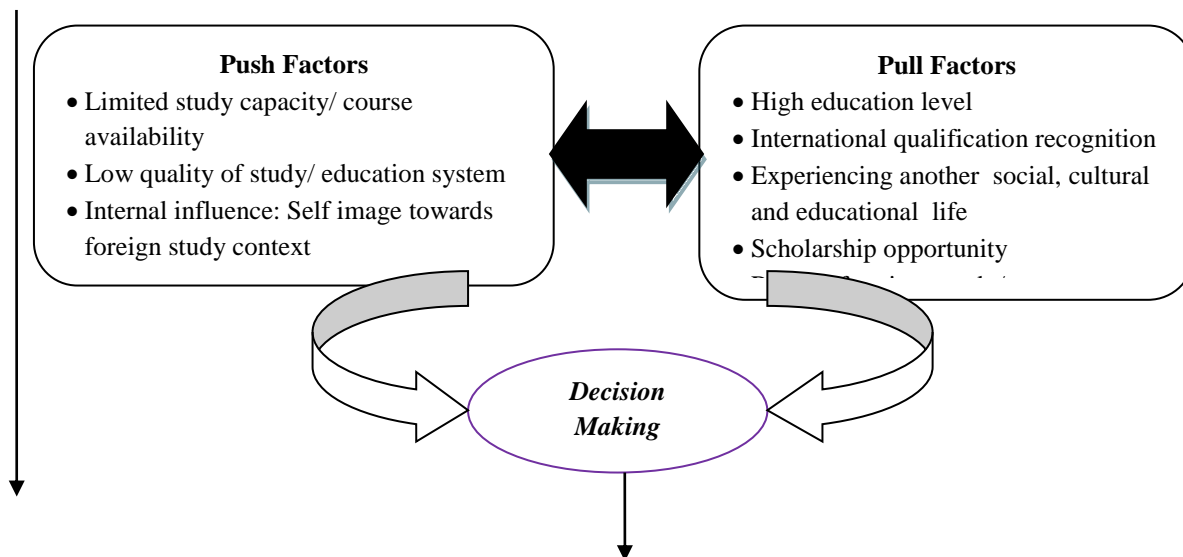 Push Factors
• Limited study capacity/ course
availability
• Low quality of study/ education system
• Internal influence: Self image towards
foreign study context
Pull Factors
• High education level
• International qualification recognition
• Experiencing another social, cultural
and educational life
• Scholarship opportunity
Decision
Making